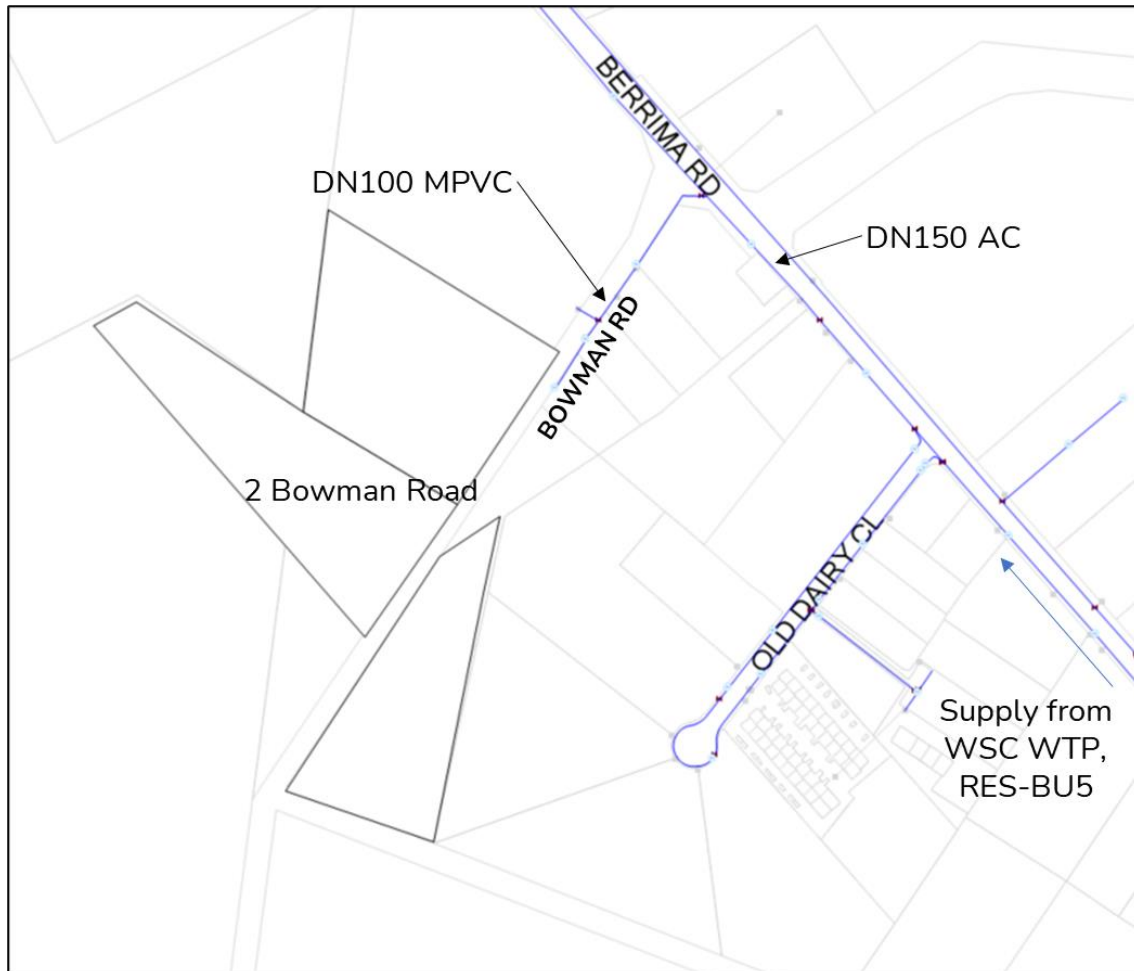 BERRIMA RD
DN100 MPVC
DN150 AC
BOWMAN RD
2 Bowman Road
OLD DAIRY CL
Supply from
WSC WTP,
RES-BU5